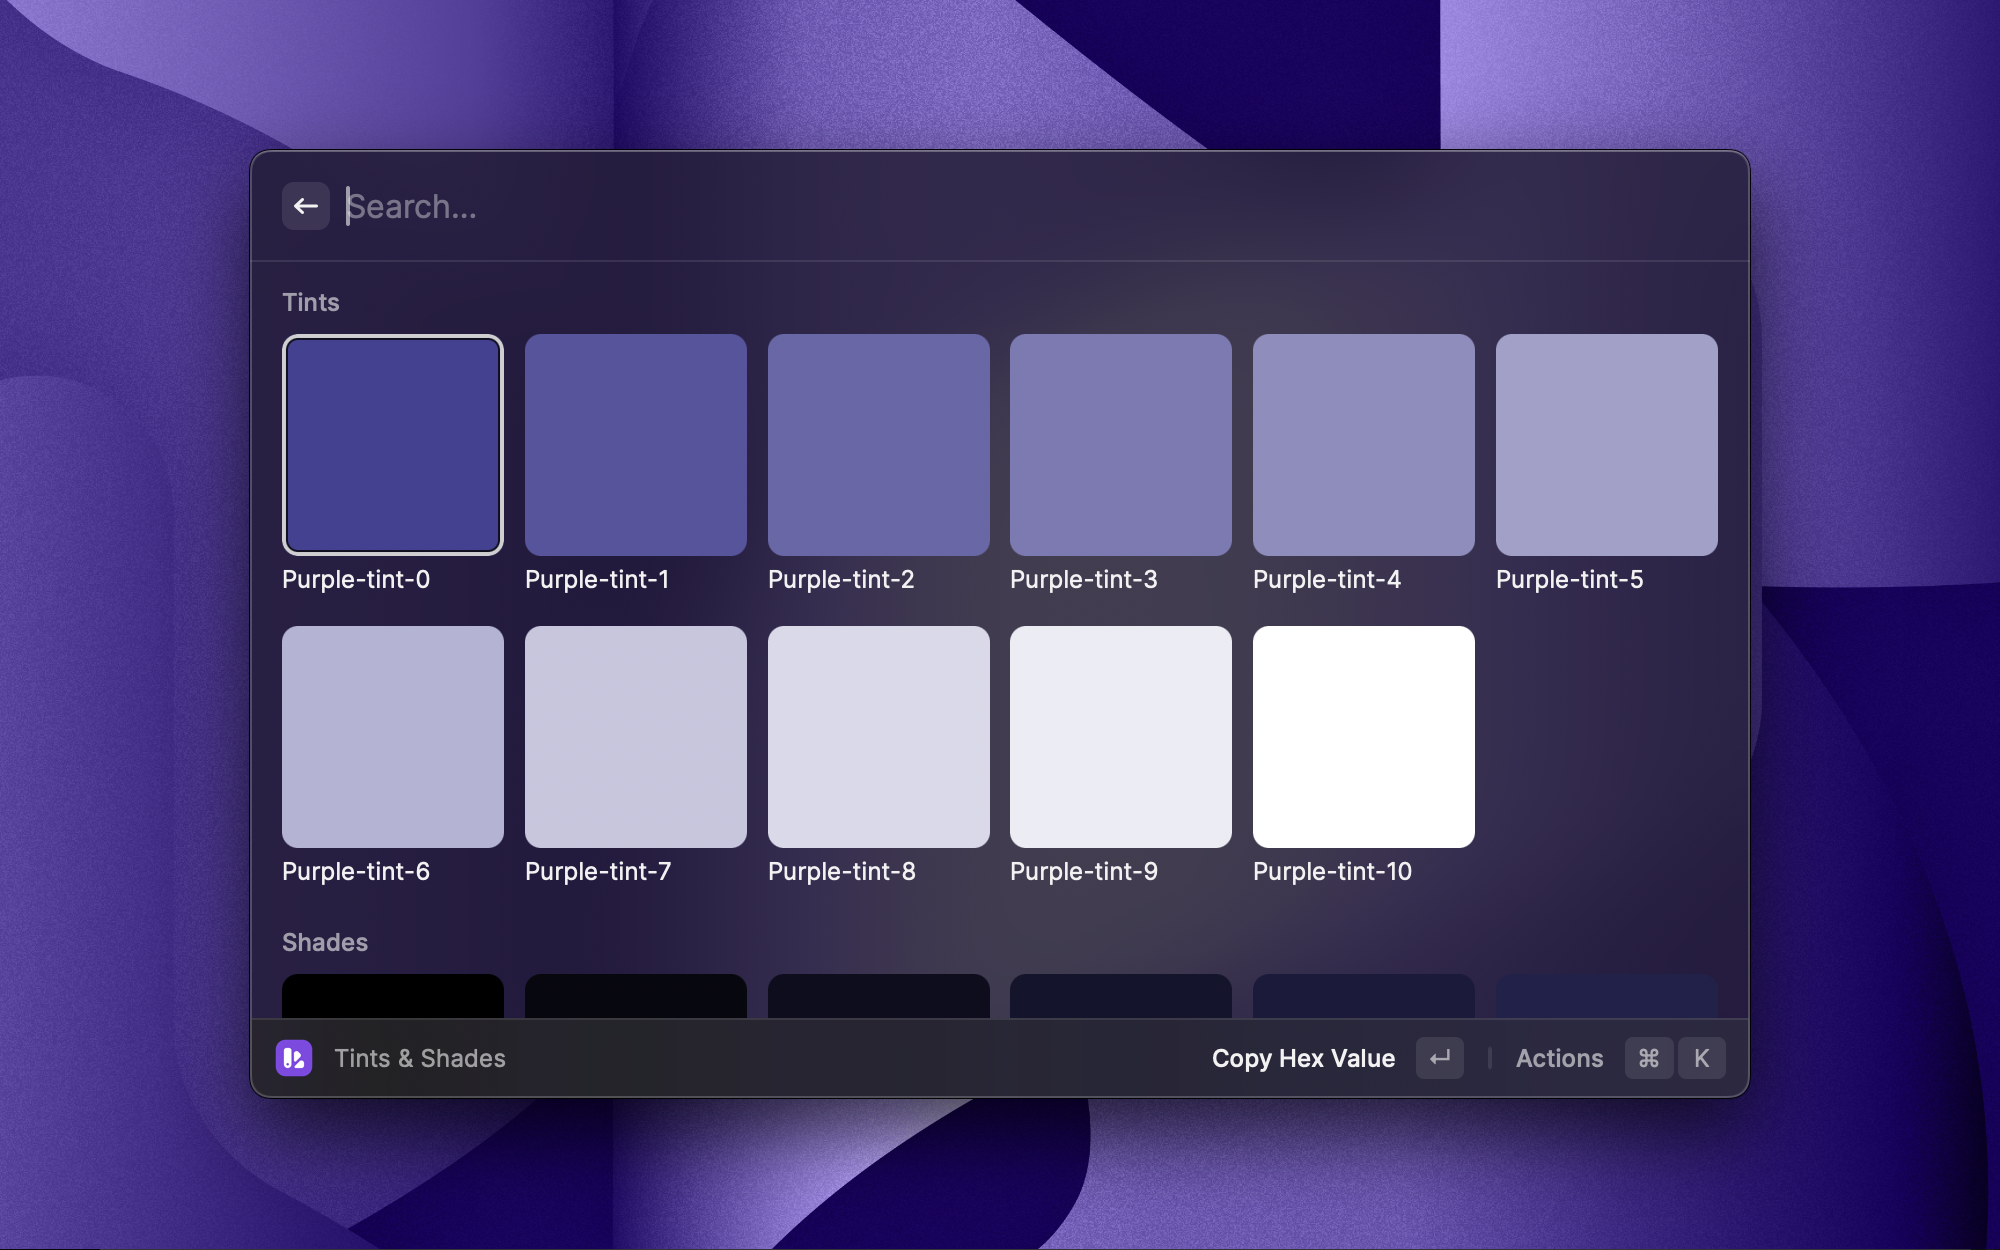 Search...
Tints
Purple-tint-0
Purple-tint-1
Purple-tint-2
Purple-tint-3
Purple-tint-4
Purple-tint-5
Purple-tint-6
Purple-tint-7
Purple-tint-8
Purple-tint-9
Purple-tint-10
Shades
Tints & Shades
Copy Hex Value
Actions
⌘ K